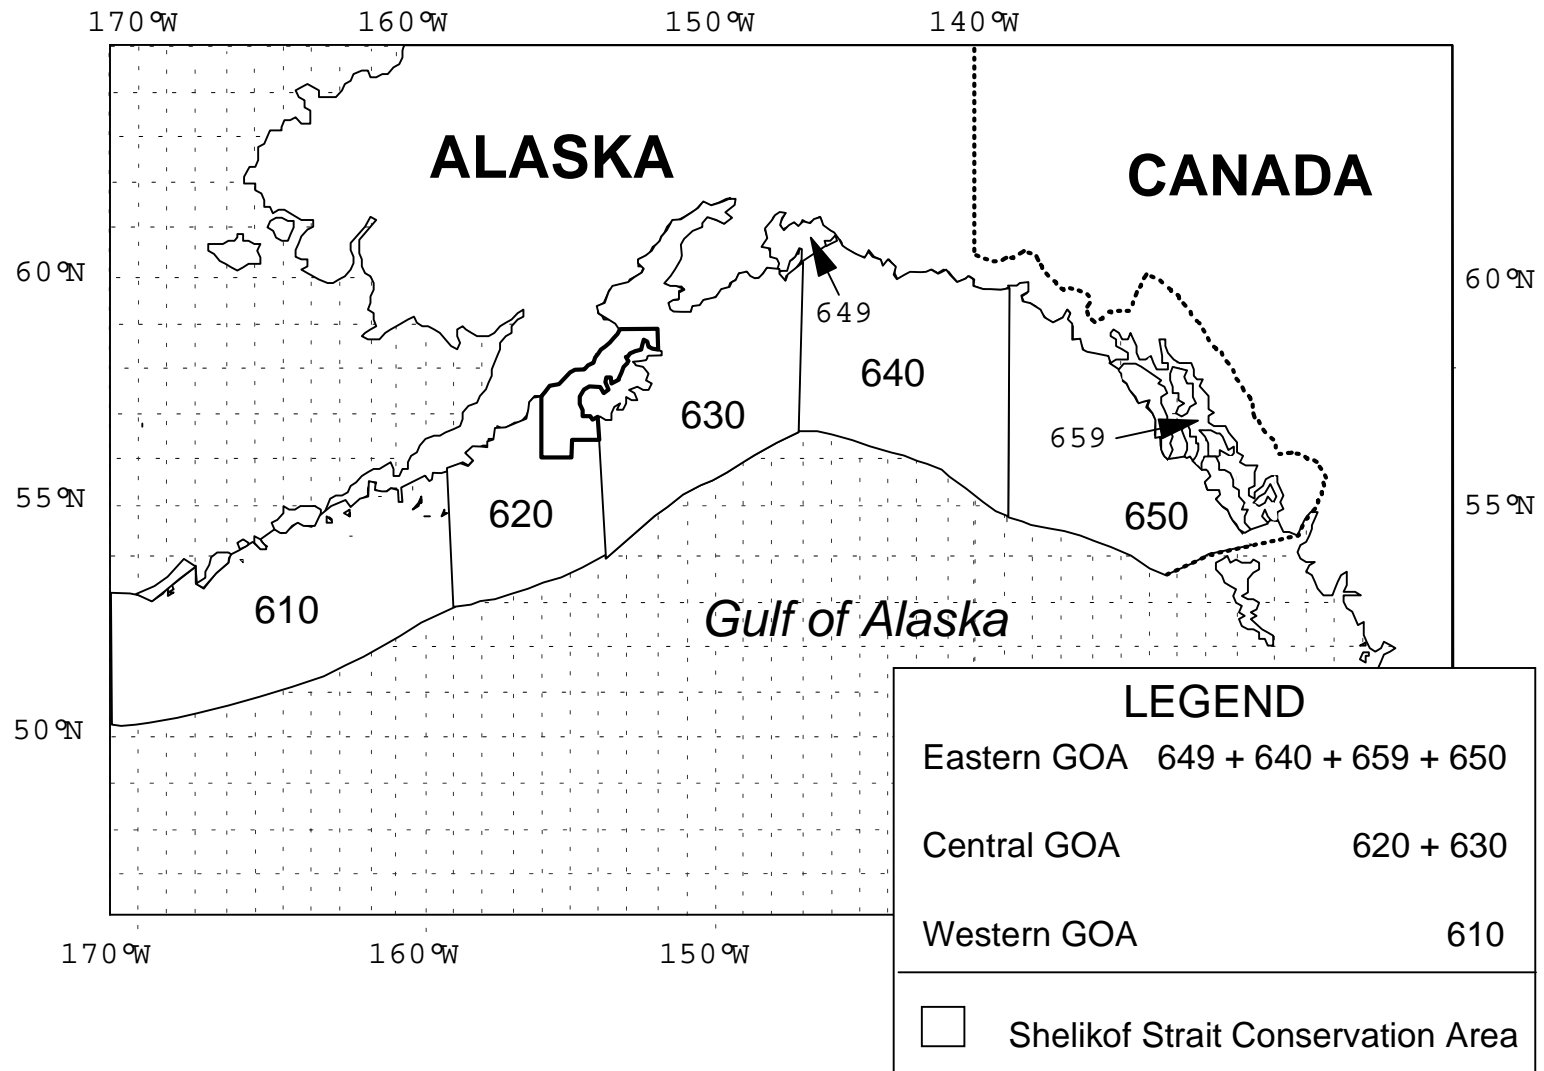 170°W 160°W 150°W 140°W
ALASKA
CANADA
60°N 60°N
649
640
630
659
55°N 55°N
620
650
610
Gulf of Alaska
50°N
LEGEND
Eastern GOA 649 + 640 + 659 + 650
Central GOA 620 + 630
Western GOA 610
170°W 160°W 150°W
Shelikof Strait Conservation Area